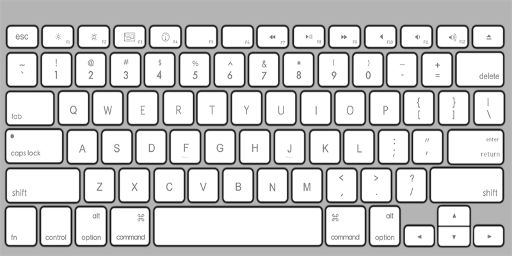 esc F1 F2 F3 F4 F5 F6 F7 F8 F9 F10 F11 F12
~ ! @ # $ % ^ & * ( ) _ +
` 1 2 3 4 5 6 7 8 9 0 - = delete
tab Q W E R T Y U I O P { [ } ] | \
caps lock A S D F G H J K L : ; " ' enter return
shift Z X C V B N M < , > . ? / shift
fn control alt option ⌘ command ⌘ command alt option